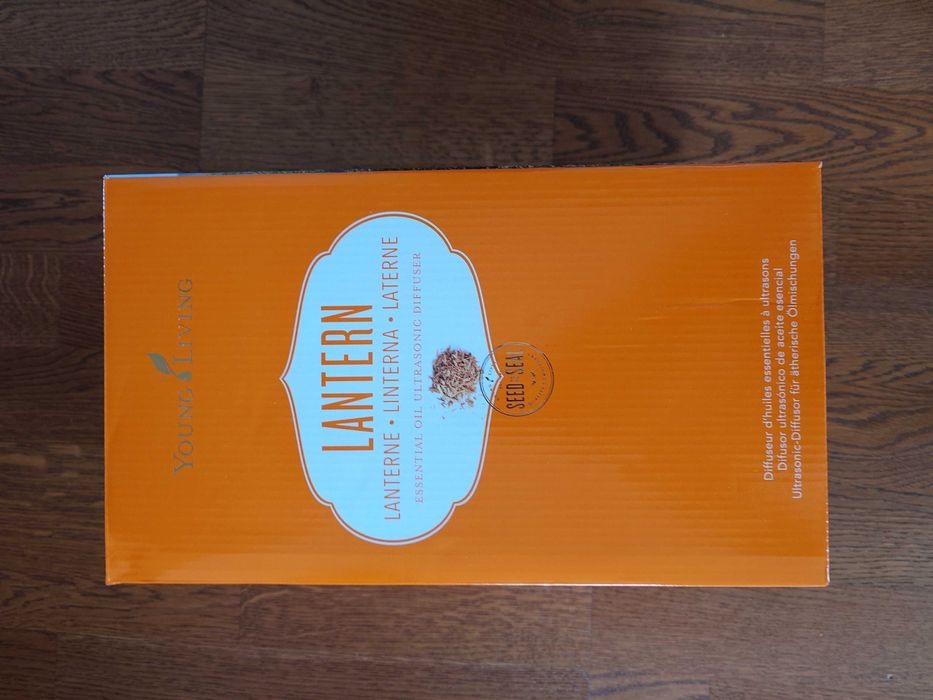 YOUNG LIVING
LANTERN
LANTERNE • LINTERNA • LATERNE
ESSENTIAL OIL ULTRASONIC DIFFUSER
SEED TO SEAL
Diffuseur d'huiles essentielles à ultrasons
Difusor ultrasónico de aceite esencial
Ultrasonic-Diffusor für ätherische Ölmischungen